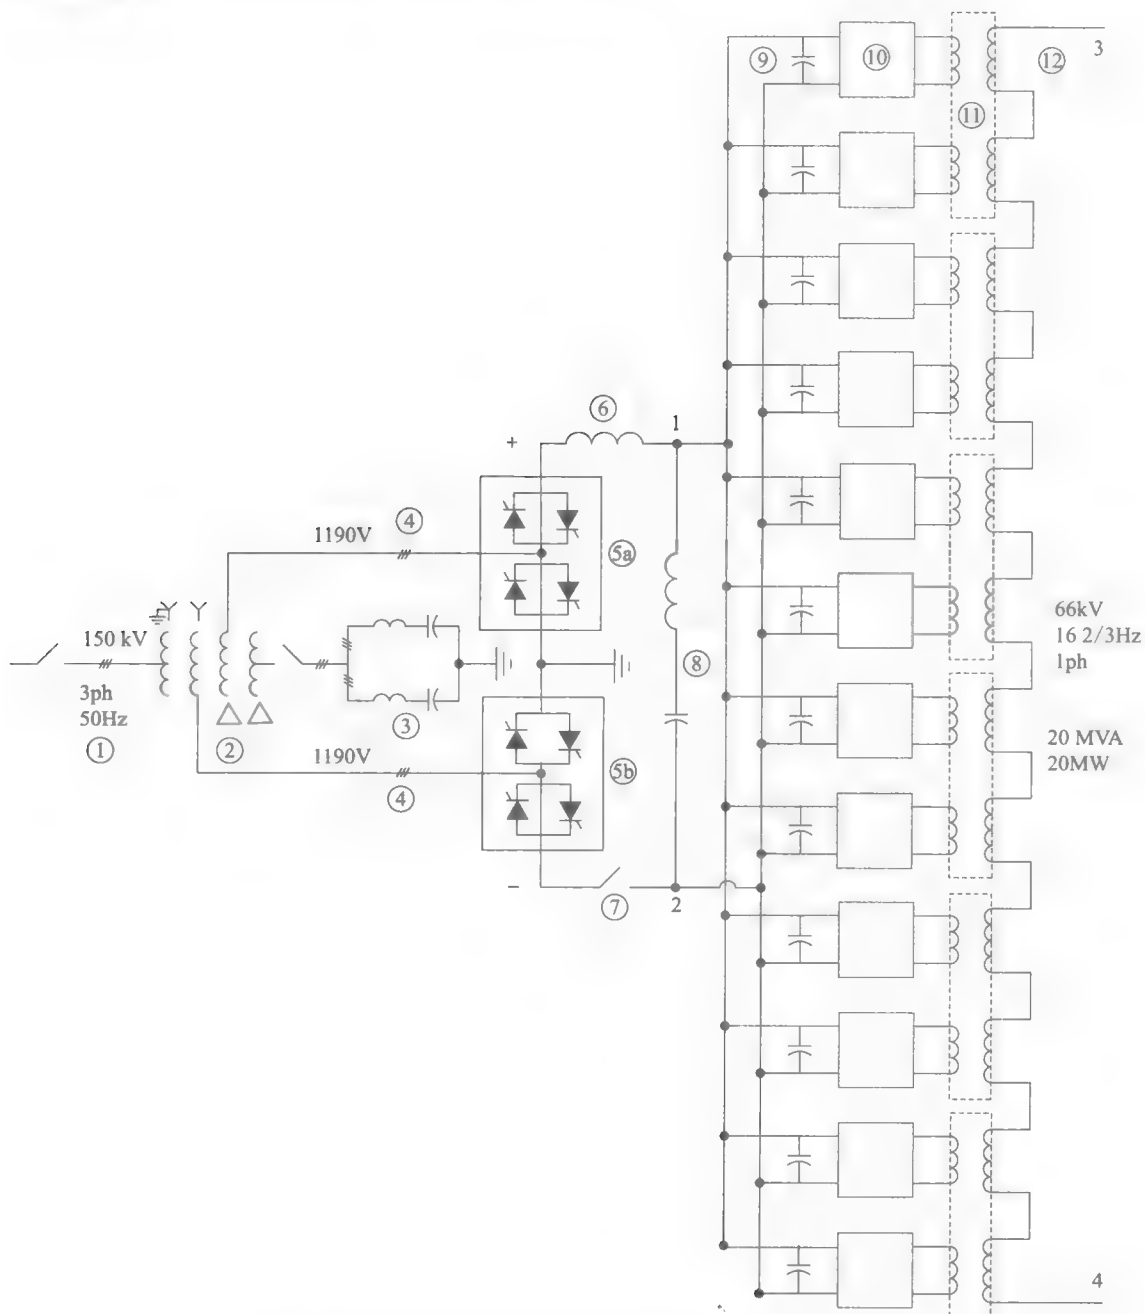 ⑨
⑩
⑫
3
⑪
⑥
1
+
④
1190V
5a
150 kV
⑧
66kV
16 2/3Hz
1ph
3ph
50Hz
①
②
③
20 MVA
20MW
1190V
④
5b
−
⑦
2
4